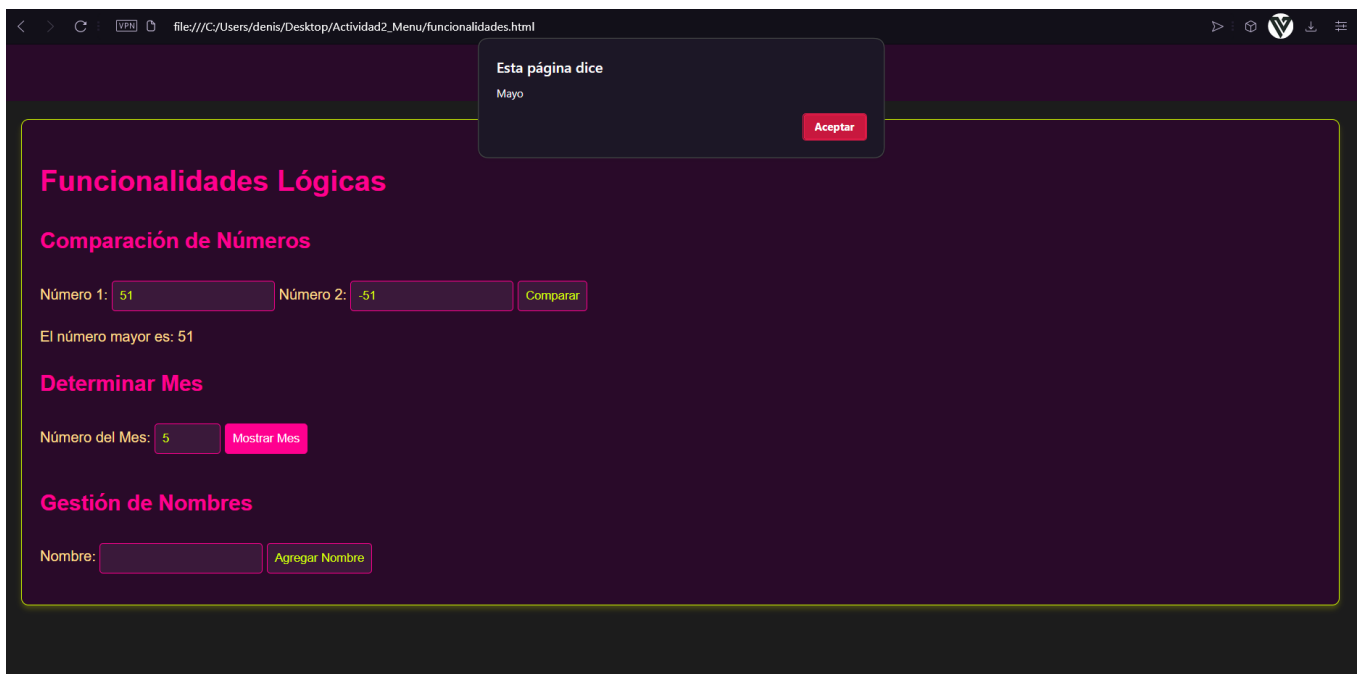 VPN file:///C:/Users/denis/Desktop/Actividad2_Menu/funcionalidades.html
Esta página dice
Mayo
Aceptar
Funcionalidades Lógicas
Comparación de Números
Número 1: 51 Número 2: -51 Comparar
El número mayor es: 51
Determinar Mes
Número del Mes: 5 Mostrar Mes
Gestión de Nombres
Nombre: Agregar Nombre